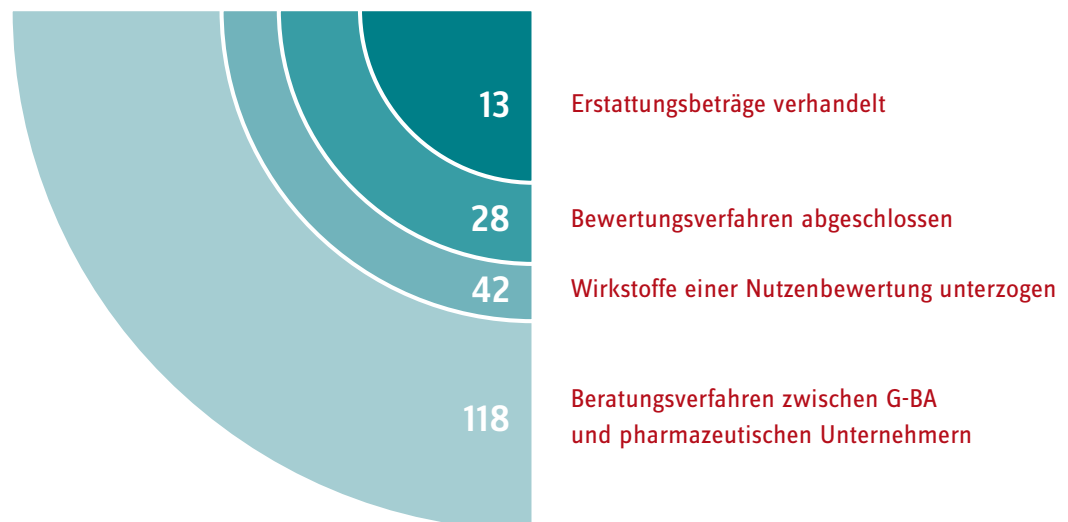 13 Erstattungsbeträge verhandelt
28 Bewertungsverfahren abgeschlossen
42 Wirkstoffe einer Nutzenbewertung unterzogen
118 Beratungsverfahren zwischen G-BA
und pharmazeutischen Unternehmern